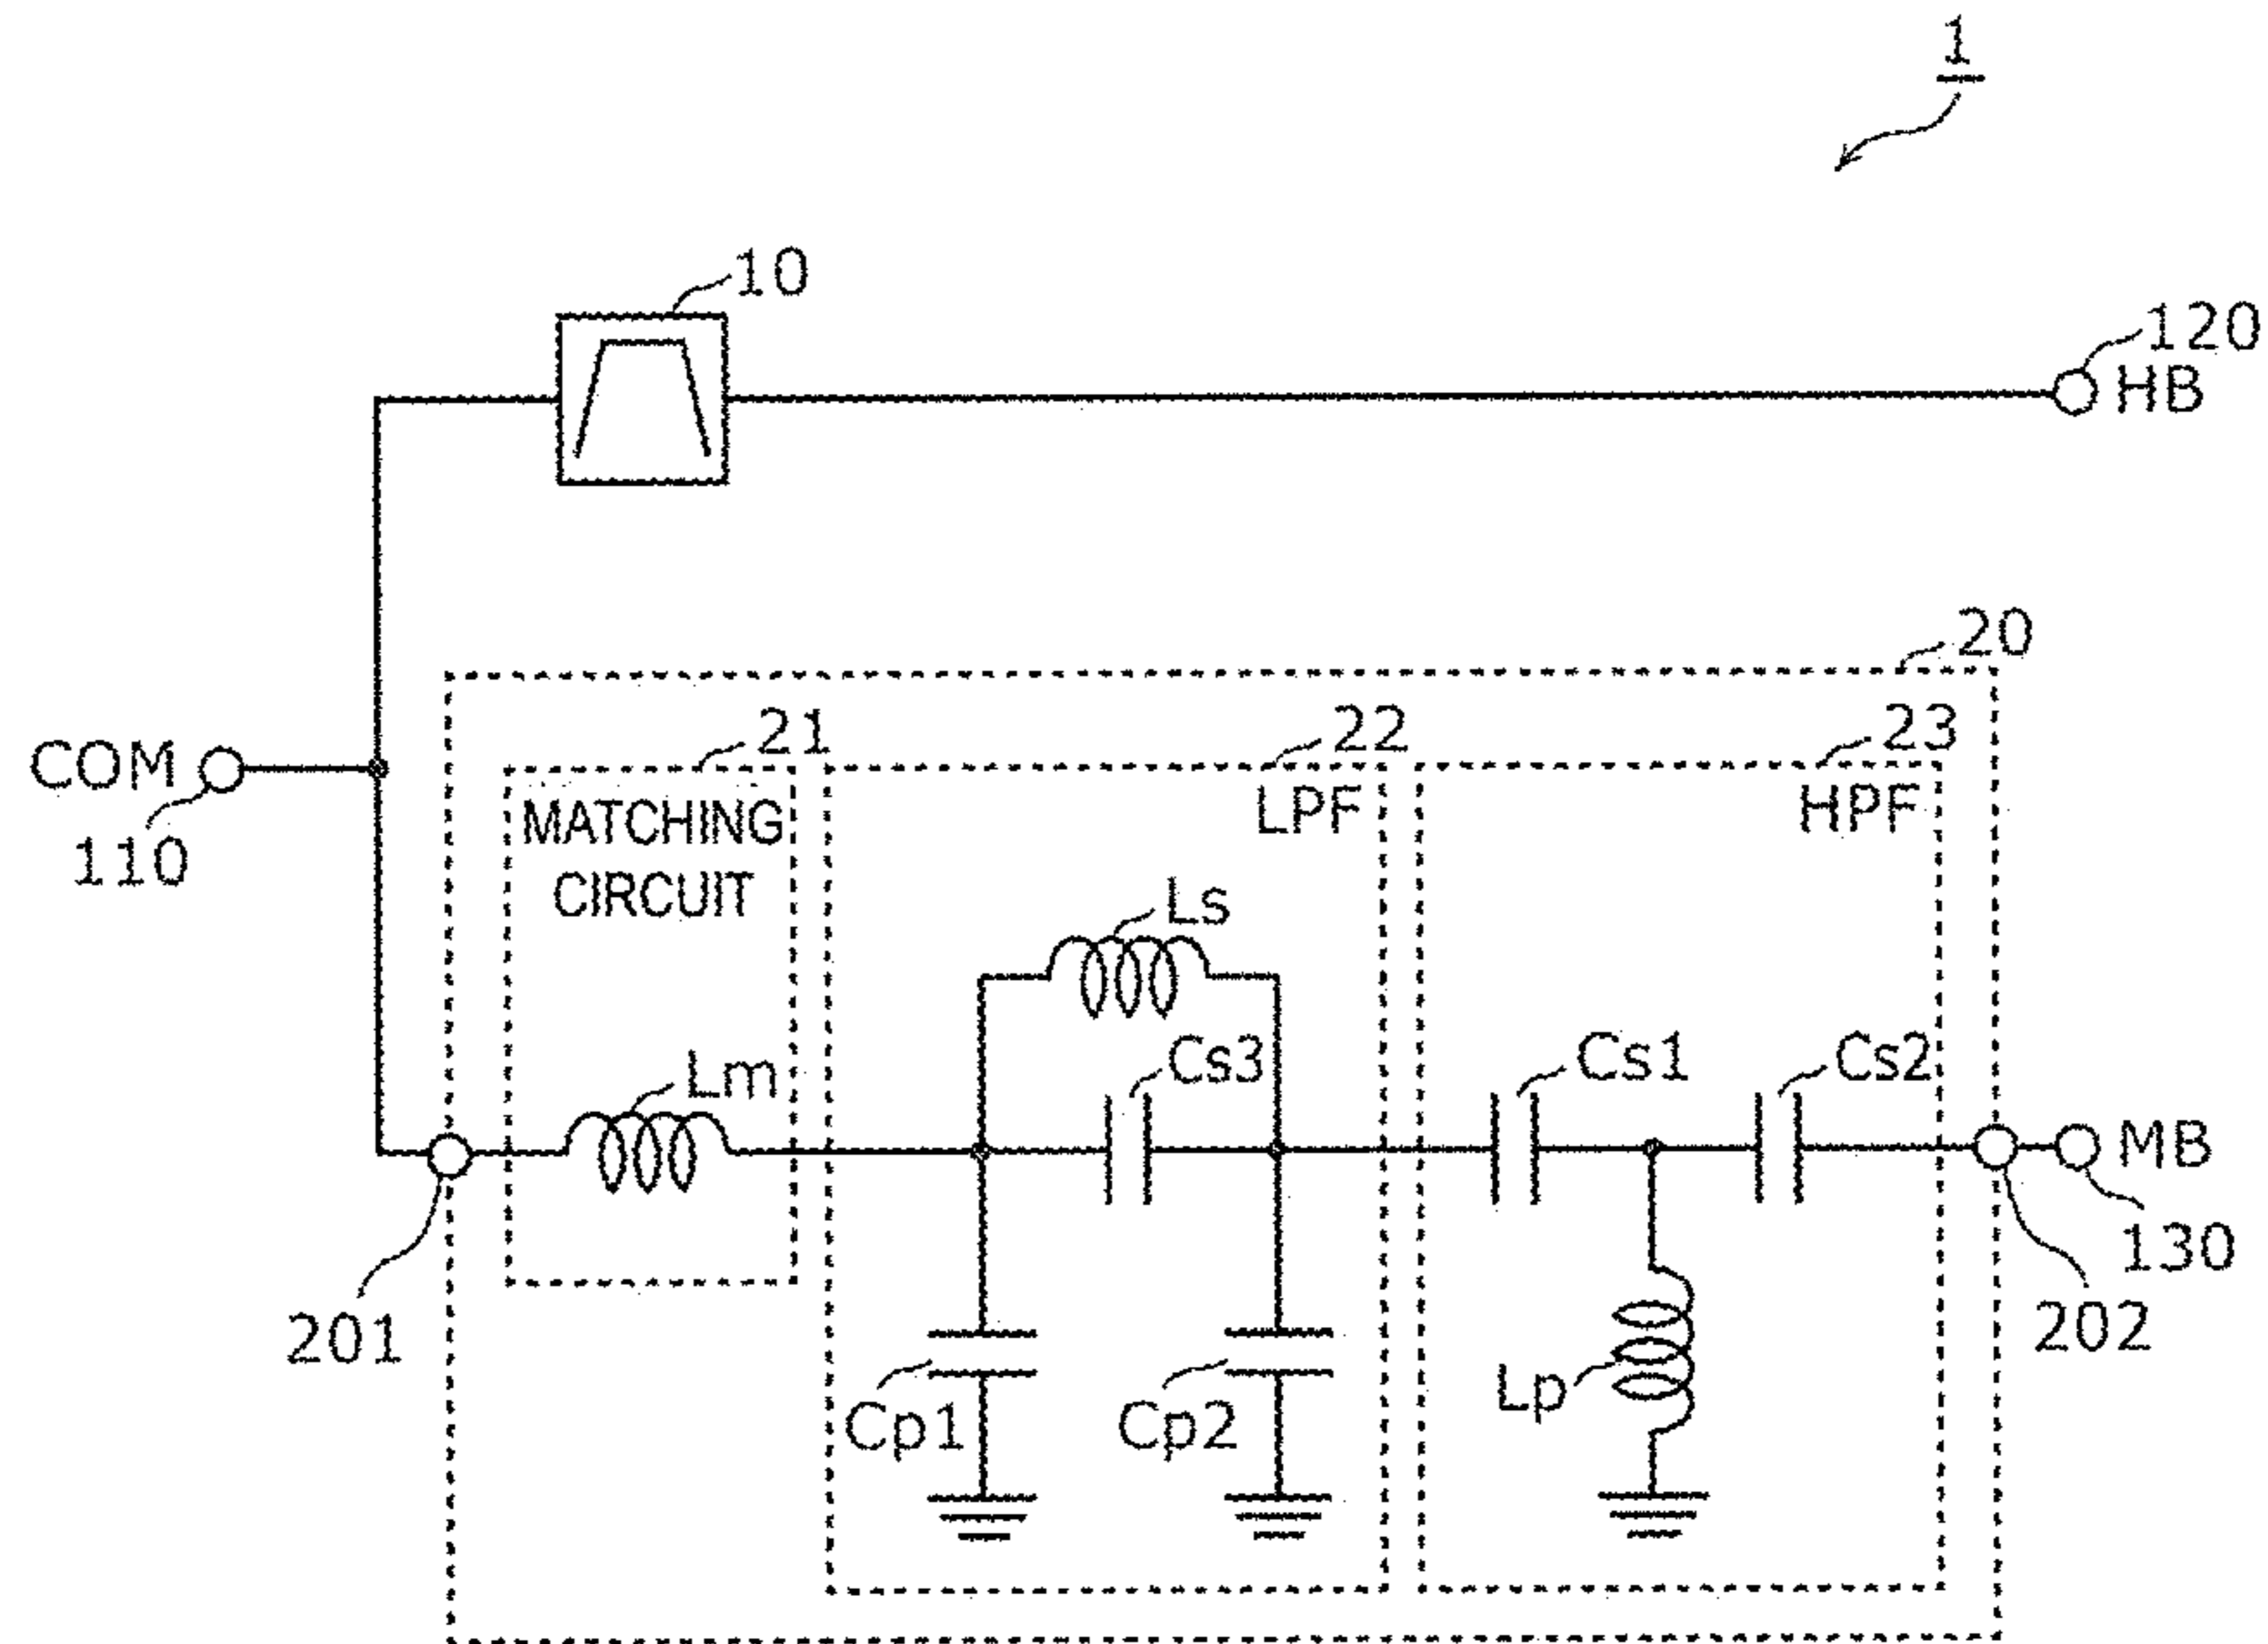 1
10
120
HB
20
COM
110
21
MATCHING
CIRCUIT
22
LPF
23
HPF
Ls
Cs3
Lm
Cs1
Cs2
MB
130
201
202
Cp1
Cp2
Lp